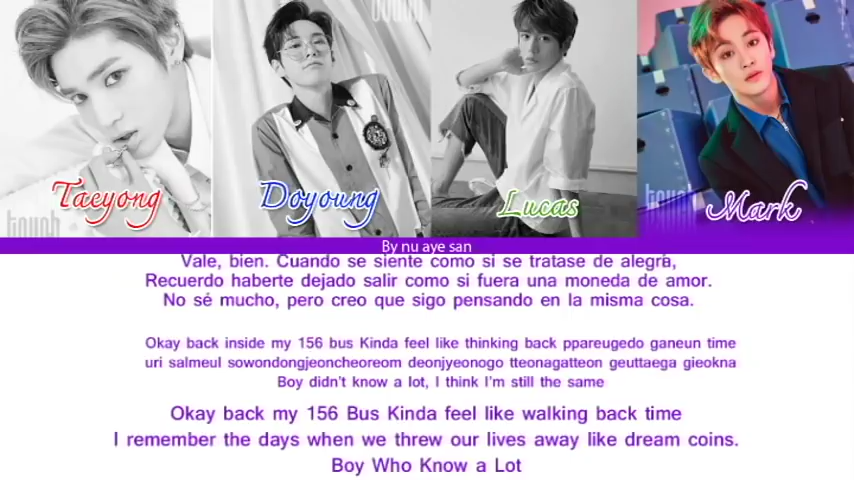 touch
Taeyong
Doyoung
Lucas
touch
touch
Mark
By nu aye san
Vale, bien. Cuando se siente como si se tratase de alegrá,
Recuerdo haberte dejado salir como si fuera una moneda de amor.
No sé mucho, pero creo que sigo pensando en la misma cosa.
Okay back inside my 156 bus Kinda feel like thinking back ppareugedo ganeun time
uri salmeul sowondongjeoncheoreom deonjyeonogo tteonagatteon geuttaega gieokna
Boy didn't know a lot, I think I'm still the same
Okay back my 156 Bus Kinda feel like walking back time
I remember the days when we threw our lives away like dream coins.
Boy Who Know a Lot